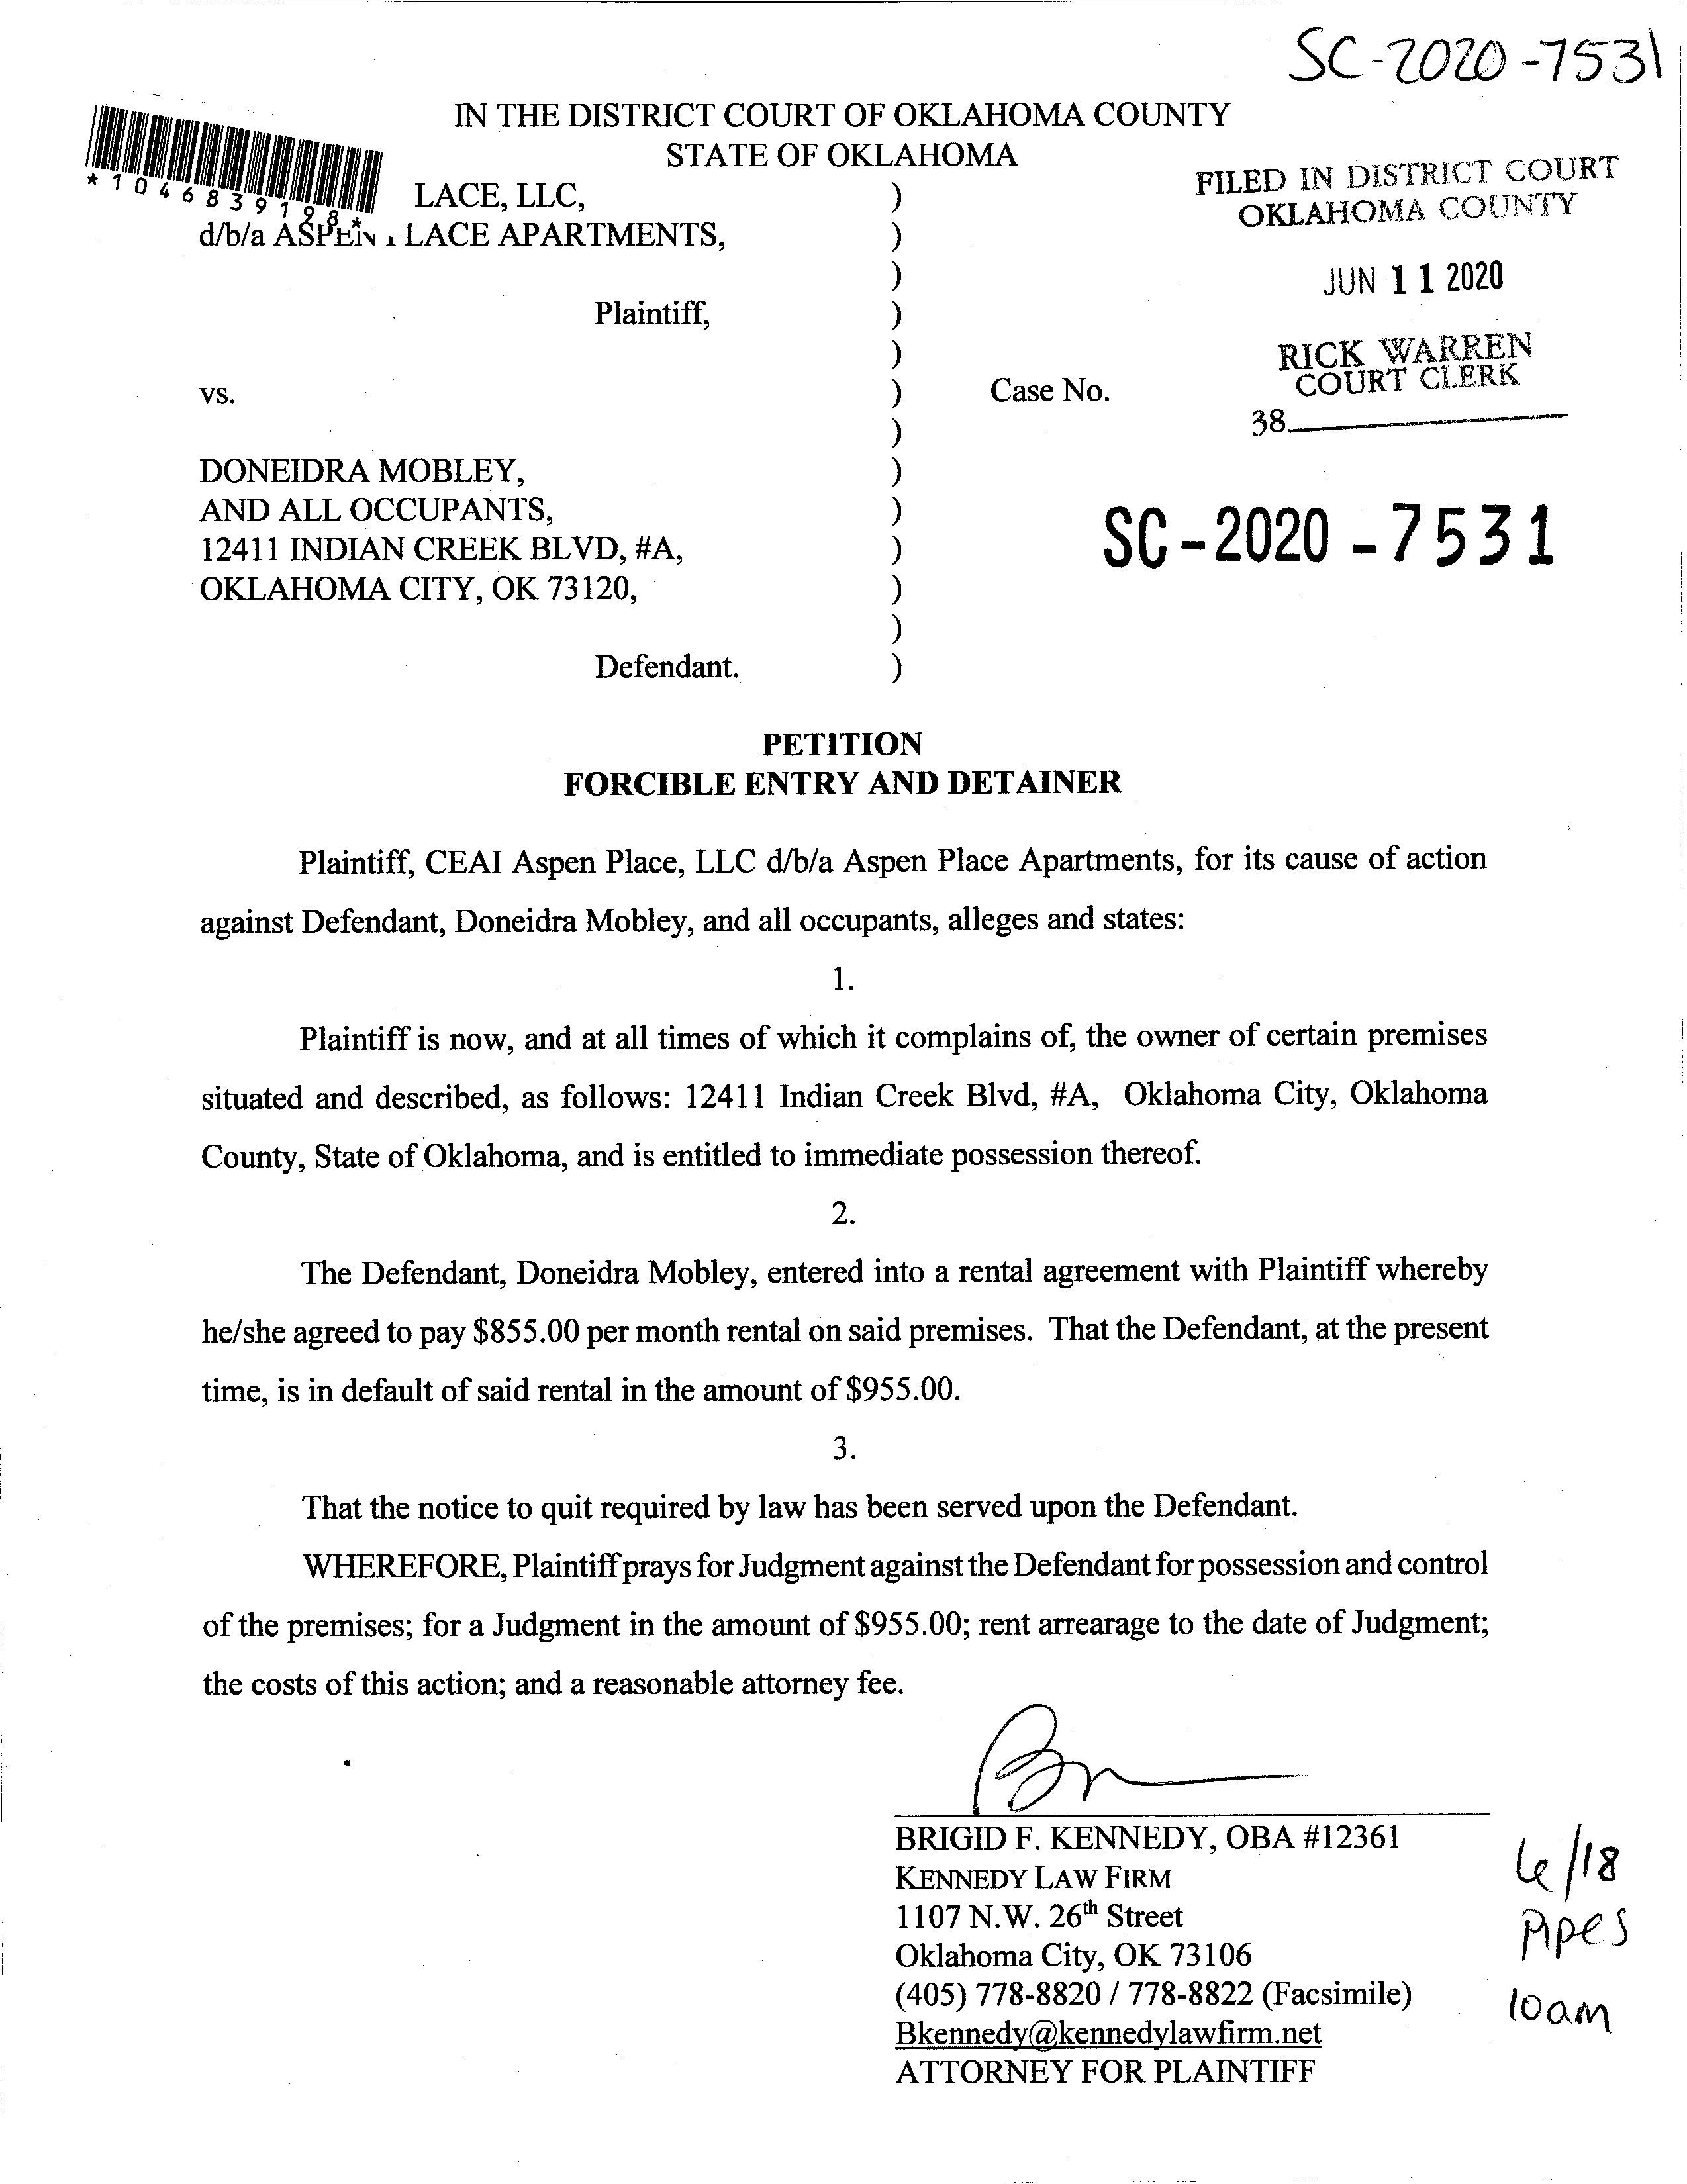 SC-2020-7531
IN THE DISTRICT COURT OF OKLAHOMA COUNTY
STATE OF OKLAHOMA
*1046839198*
LACE, LLC, )
d/b/a ASPEN LACE APARTMENTS, )
)
Plaintiff, )
)
vs. ) Case No.
)
DONEIDRA MOBLEY, )
AND ALL OCCUPANTS, )
12411 INDIAN CREEK BLVD, #A, )
OKLAHOMA CITY, OK 73120, )
)
Defendant. )
FILED IN DISTRICT COURT
OKLAHOMA COUNTY
JUN 11 2020
RICK WARREN
COURT CLERK
38
SC-2020-7531
PETITION
FORCIBLE ENTRY AND DETAINER
Plaintiff, CEAI Aspen Place, LLC d/b/a Aspen Place Apartments, for its cause of action
against Defendant, Doneidra Mobley, and all occupants, alleges and states:
1.
Plaintiff is now, and at all times of which it complains of, the owner of certain premises
situated and described, as follows: 12411 Indian Creek Blvd, #A, Oklahoma City, Oklahoma
County, State of Oklahoma, and is entitled to immediate possession thereof.
2.
The Defendant, Doneidra Mobley, entered into a rental agreement with Plaintiff whereby
he/she agreed to pay $855.00 per month rental on said premises. That the Defendant, at the present
time, is in default of said rental in the amount of $955.00.
3.
That the notice to quit required by law has been served upon the Defendant.
WHEREFORE, Plaintiff prays for Judgment against the Defendant for possession and control
of the premises; for a Judgment in the amount of $955.00; rent arrearage to the date of Judgment;
the costs of this action; and a reasonable attorney fee.
BRIGID F. KENNEDY, OBA #12361
KENNEDY LAW FIRM
1107 N.W. 26th Street
Oklahoma City, OK 73106
(405) 778-8820 / 778-8822 (Facsimile)
Bkennedy@kennedylawfirm.net
ATTORNEY FOR PLAINTIFF
6/18
Pipes
10am